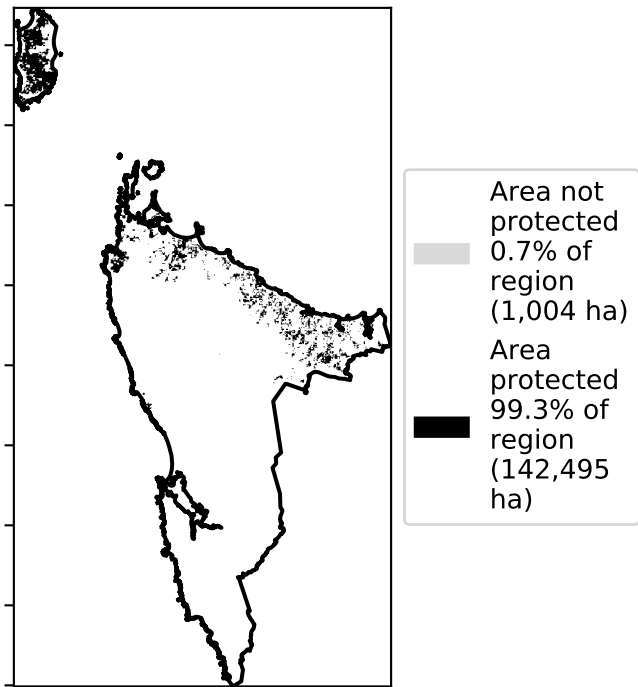 Area not
protected
0.7% of
region
(1,004 ha)
Area
protected
99.3% of
region
(142,495
ha)